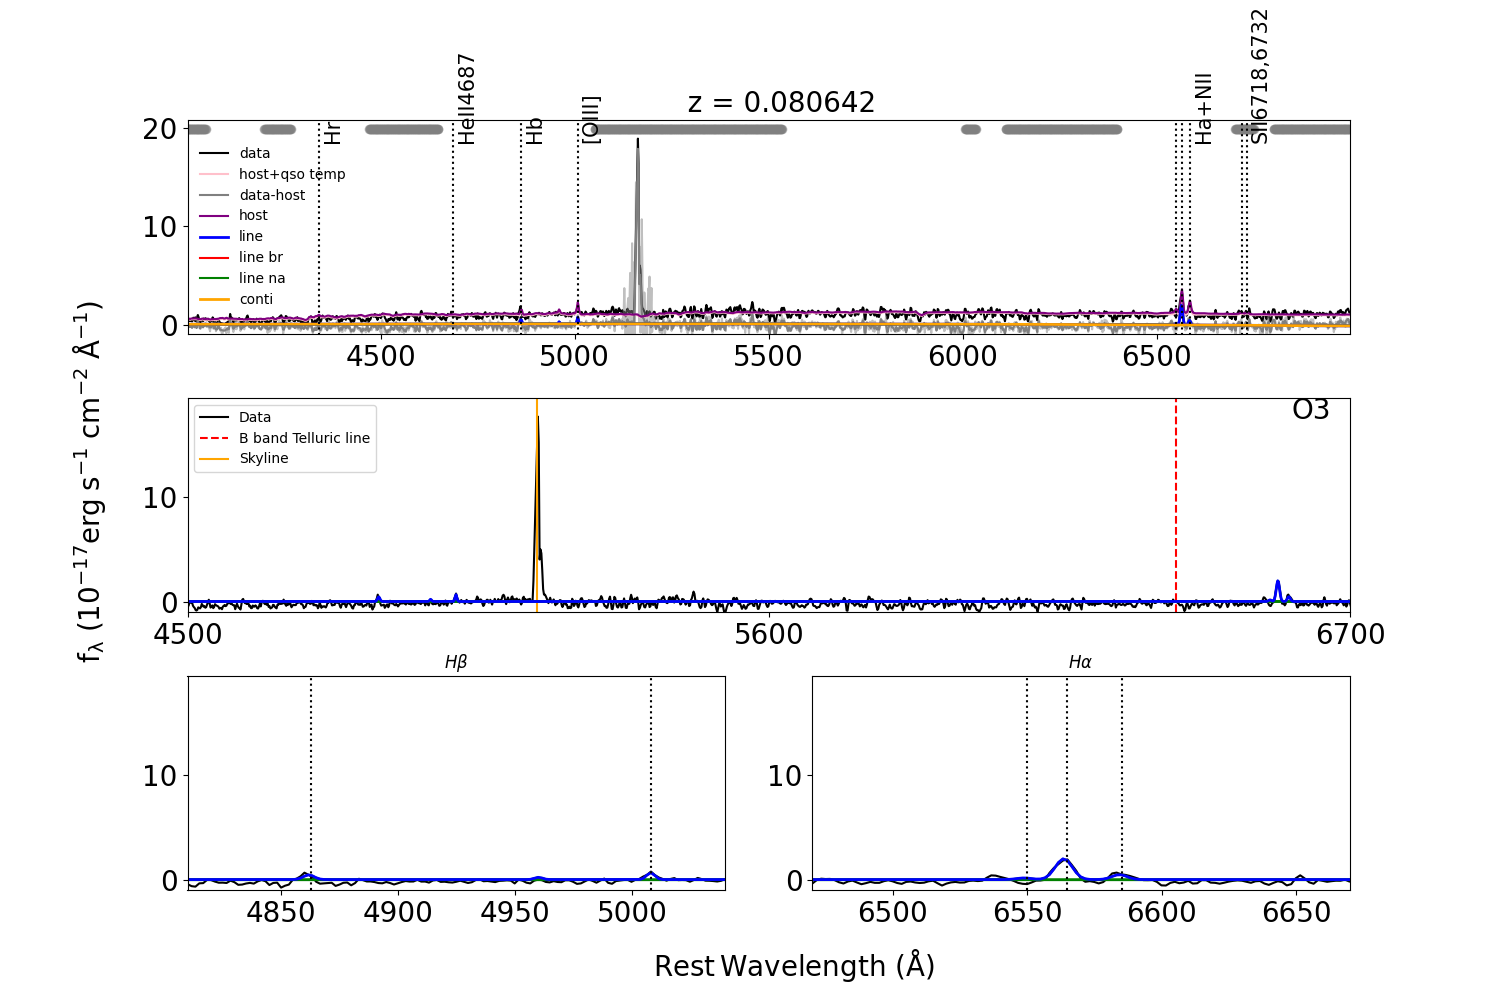 z = 0.080642
Hr
HeII4687
Hb
[OIII]
Ha+NII
SII6718,6732
20
10
0
data
host+qso temp
data-host
host
line
line br
line na
conti
4500 5000 5500 6000 6500
fλ (10⁻¹⁷erg s⁻¹ cm⁻² Å⁻¹)
O3
Data
B band Telluric line
Skyline
10
0
4500 5600 6700
Hβ
10
0
4850 4900 4950 5000
Hα
10
0
6500 6550 6600 6650
Rest Wavelength (Å)